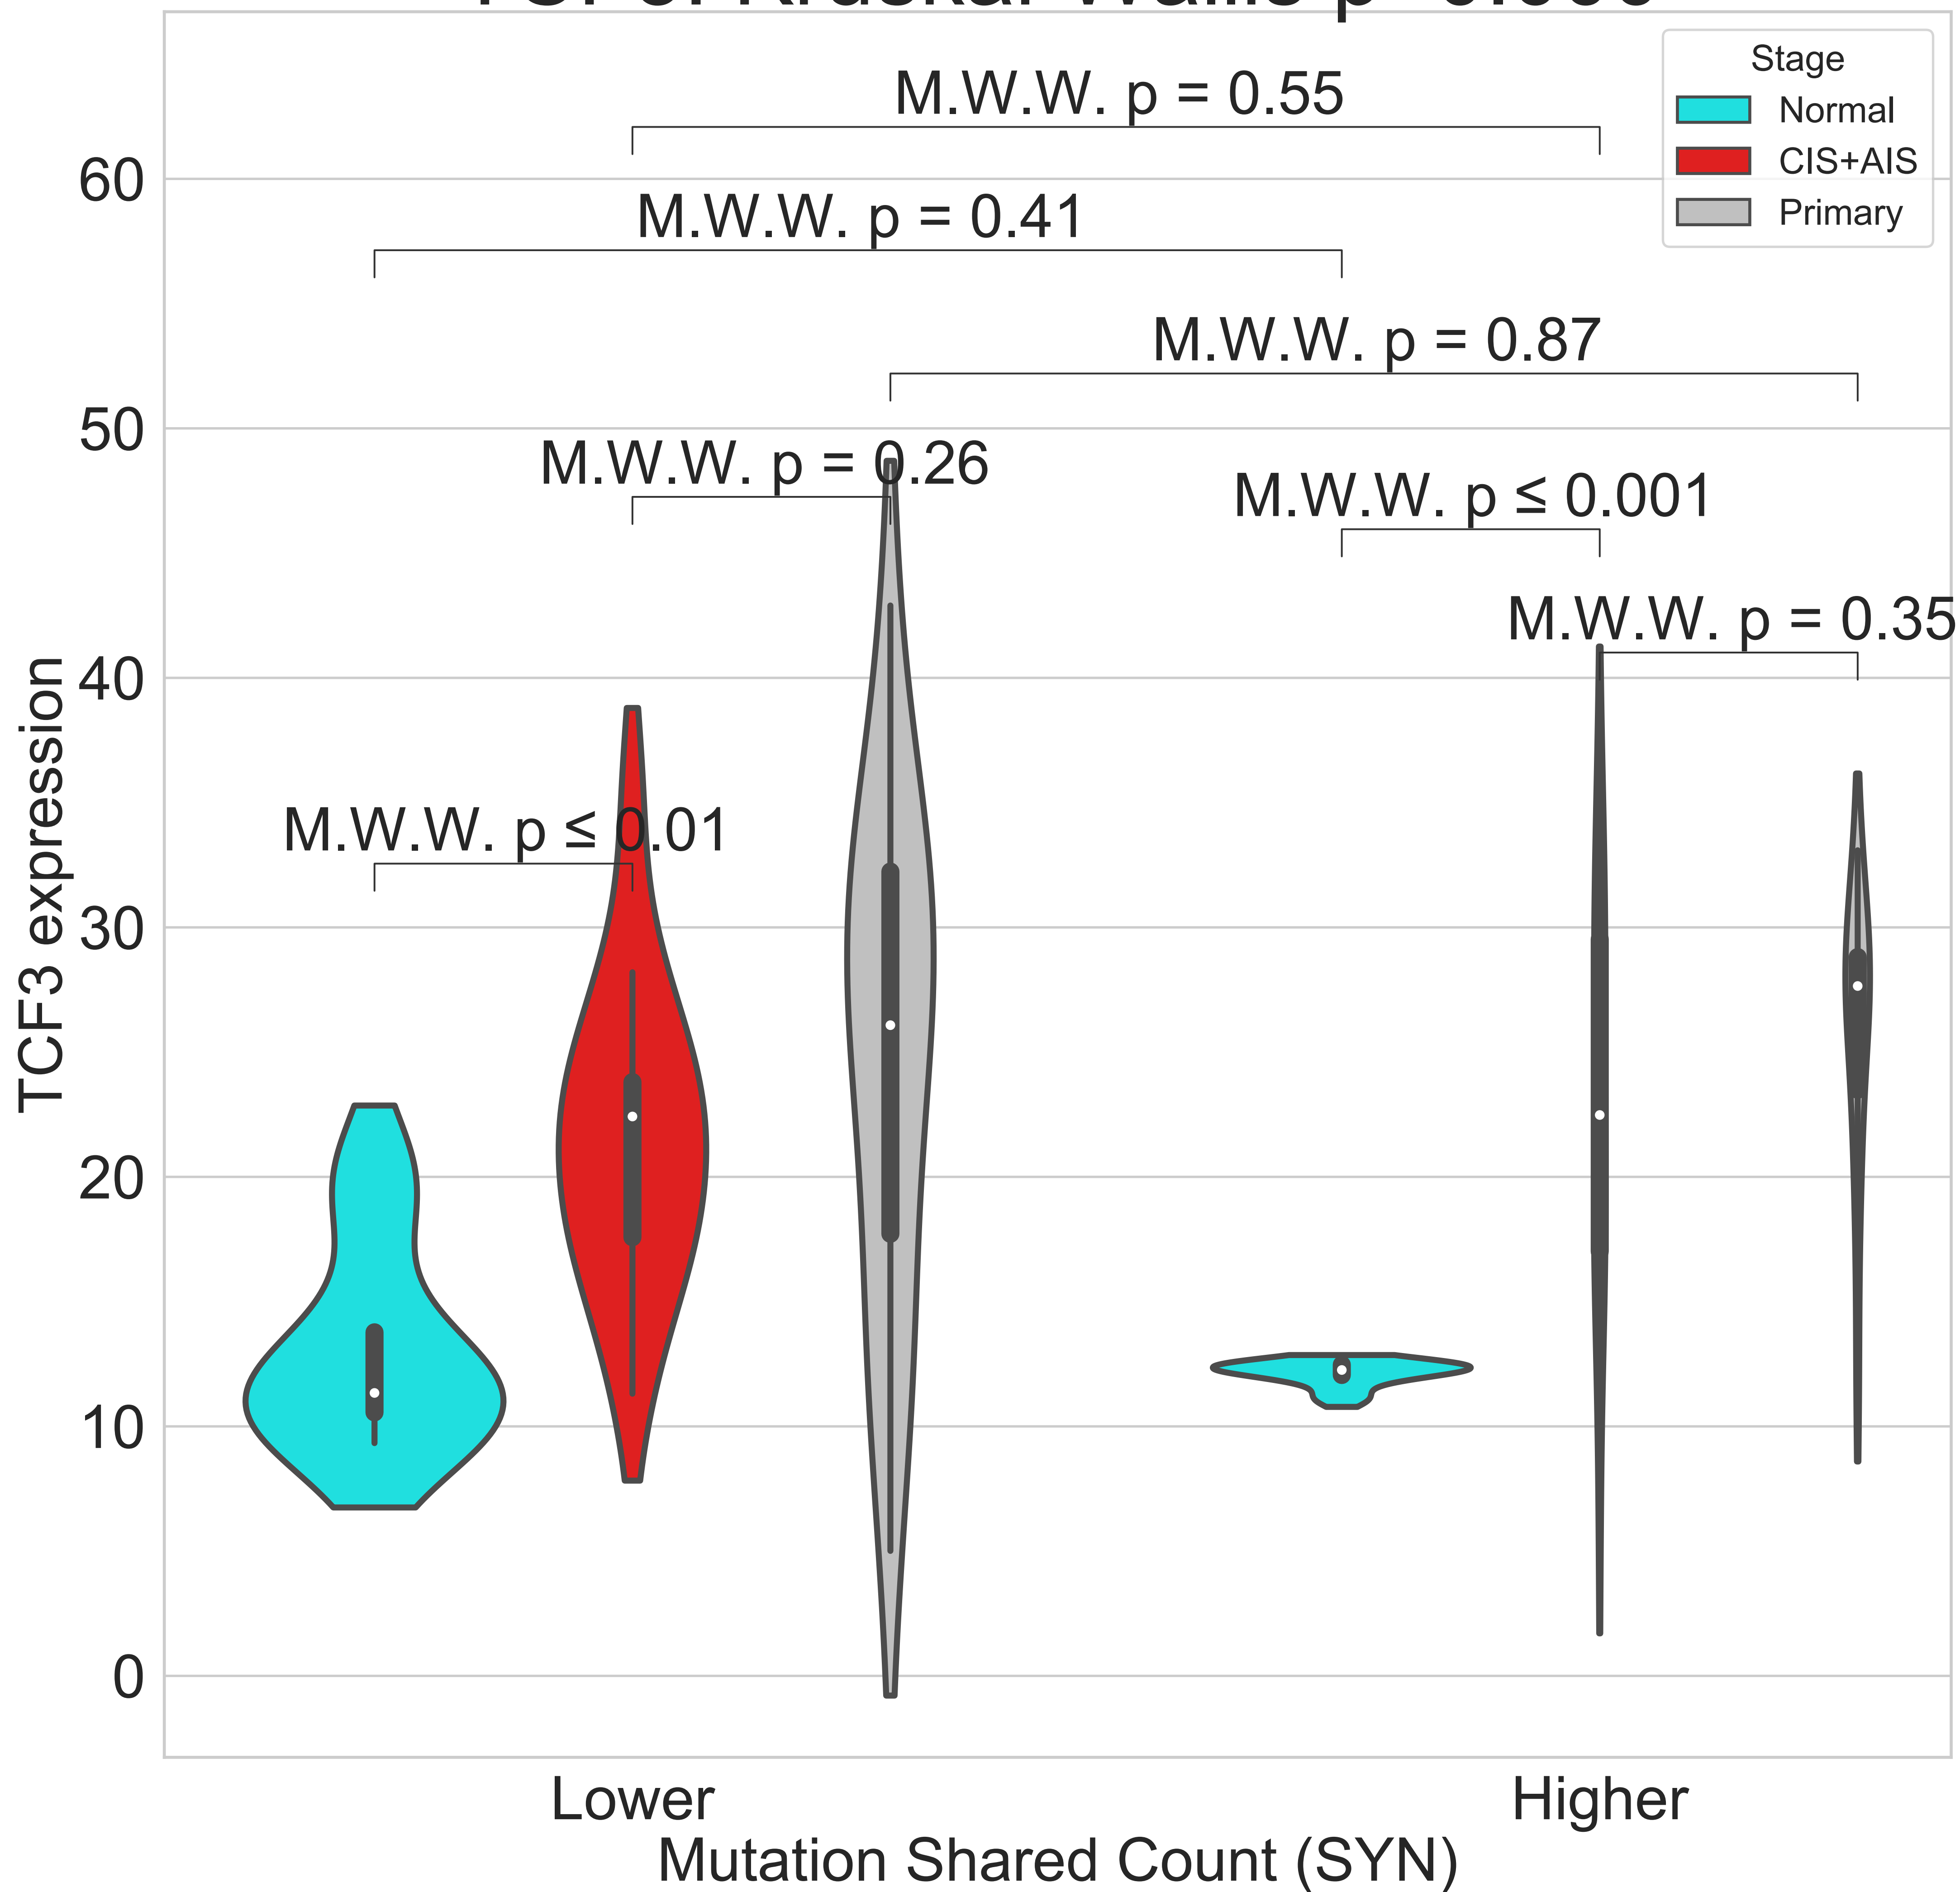 M.W.W. p = 0.55
Stage
Normal
CIS+AIS
Primary
M.W.W. p = 0.41
M.W.W. p = 0.87
M.W.W. p = 0.26
M.W.W. p ≤ 0.001
M.W.W. p = 0.35
M.W.W. p ≤ 0.01
60
50
40
30
20
10
0
TCF3 expression
Lower
Higher
Mutation Shared Count (SYN)